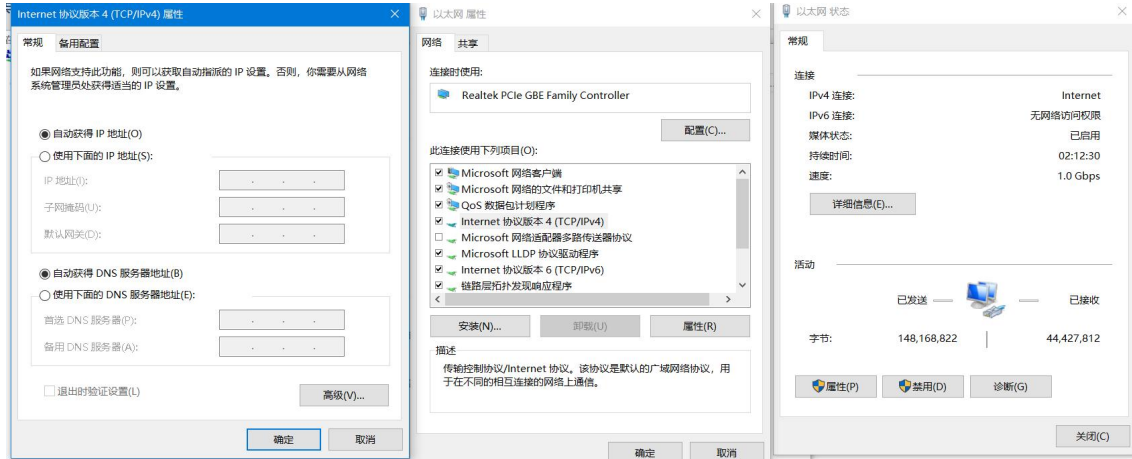 Internet 协议版本 4 (TCP/IPv4) 属性
常规
备用配置
如果网络支持此功能，则可以获取自动指派的 IP 设置。否则，你需要从网络
系统管理员处获得适当的 IP 设置。
自动获得 IP 地址(O)
使用下面的 IP 地址(S):
IP 地址(I):
子网掩码(U):
默认网关(D):
自动获得 DNS 服务器地址(B)
使用下面的 DNS 服务器地址(E):
首选 DNS 服务器(P):
备用 DNS 服务器(A):
退出时验证设置(L)
高级(V)...
确定
取消
以太网 属性
网络
共享
连接时使用:
Realtek PCIe GBE Family Controller
配置(C)...
此连接使用下列项目(O):
Microsoft 网络客户端
Microsoft 网络的文件和打印机共享
QoS 数据包计划程序
Internet 协议版本 4 (TCP/IPv4)
Microsoft 网络适配器多路传送器协议
Microsoft LLDP 协议驱动程序
Internet 协议版本 6 (TCP/IPv6)
链路层拓扑发现响应程序
安装(N)...
卸载(U)
属性(R)
描述
传输控制协议/Internet 协议。该协议是默认的广域网络协议，用
于在不同的相互连接的网络上通信。
确定
取消
以太网 状态
常规
连接
IPv4 连接:
Internet
IPv6 连接:
无网络访问权限
媒体状态:
已启用
持续时间:
02:12:30
速度:
1.0 Gbps
详细信息(E)...
活动
已发送
已接收
字节:
148,168,822
44,427,812
属性(P)
禁用(D)
诊断(G)
关闭(C)